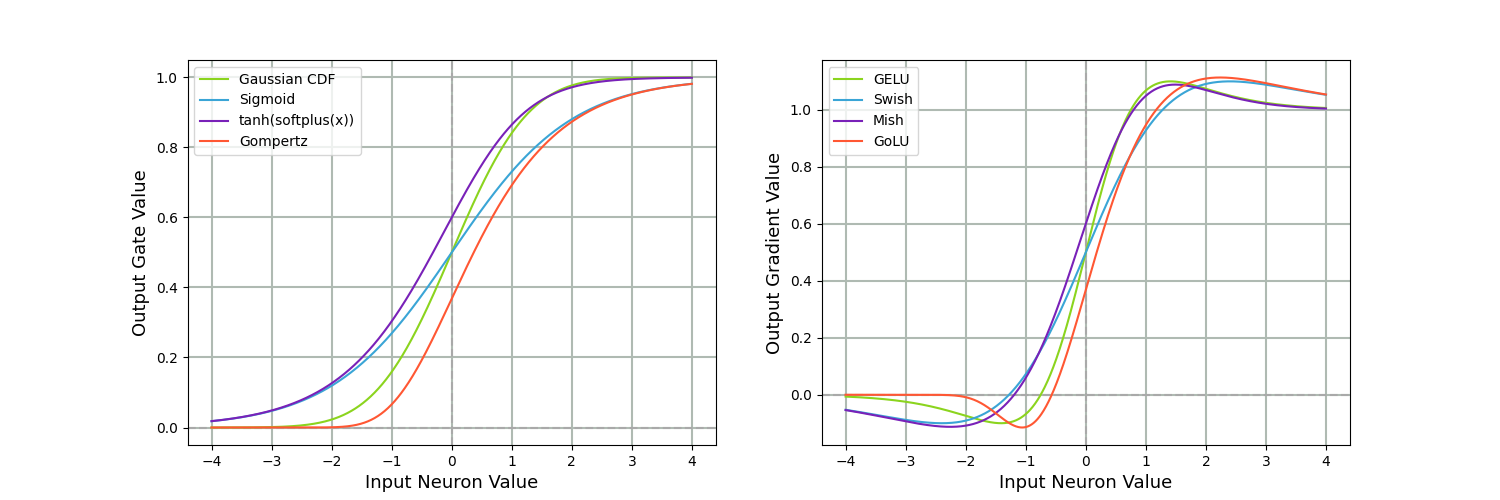 Output Gate Value
1.0
0.8
0.6
0.4
0.2
0.0
Gaussian CDF
Sigmoid
tanh(softplus(x))
Gompertz
−4 −3 −2 −1 0 1 2 3 4
Input Neuron Value
Output Gradient Value
1.0
0.8
0.6
0.4
0.2
0.0
GELU
Swish
Mish
GoLU
−4 −3 −2 −1 0 1 2 3 4
Input Neuron Value